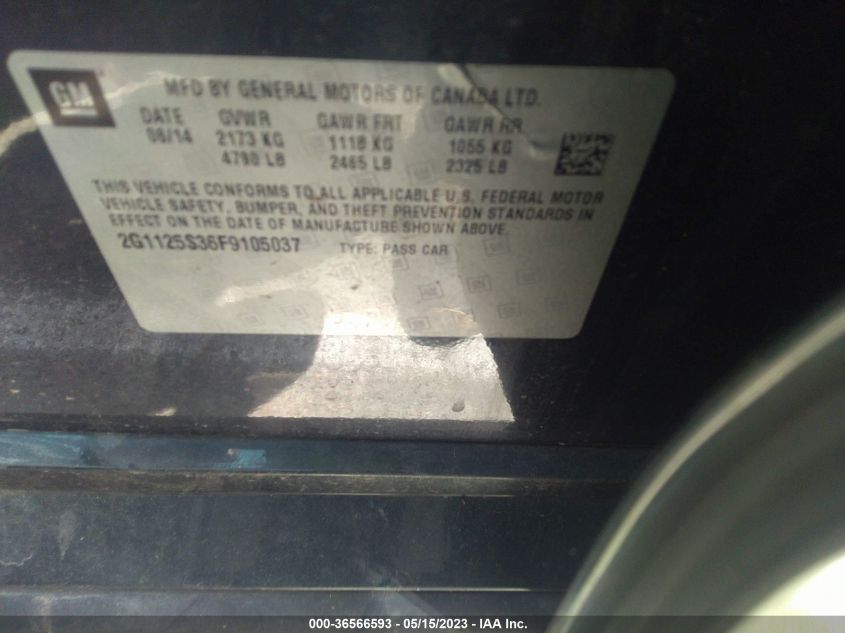 GM
MFD BY GENERAL MOTORS OF CANADA LTD.
DATE GVWR GAWR FRT GAWR RR
08/14 2173 KG 1118 KG 1055 KG
4790 LB 2465 LB 2325 LB
THIS VEHICLE CONFORMS TO ALL APPLICABLE U.S. FEDERAL MOTOR
VEHICLE SAFETY, BUMPER, AND THEFT PREVENTION STANDARDS IN
EFFECT ON THE DATE OF MANUFACTURE SHOWN ABOVE.
2G1125S36F9105037 TYPE: PASS CAR
000-36566593 - 05/15/2023 - IAA Inc.